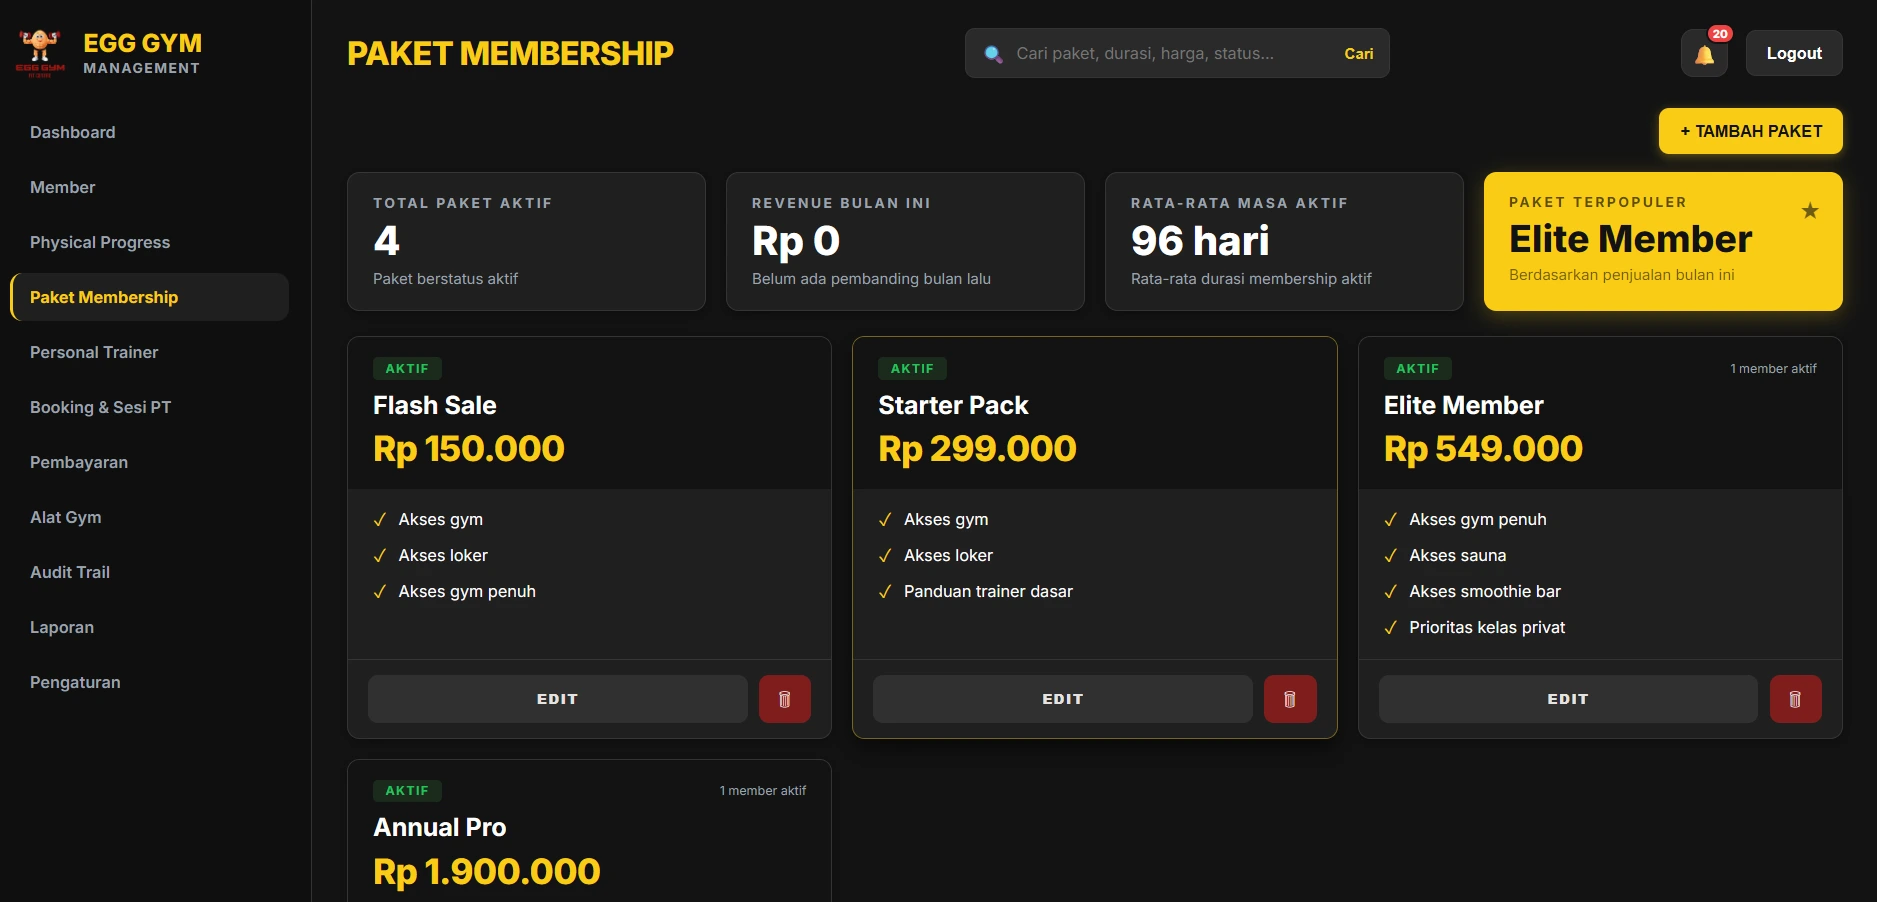 EGG GYM
EGG GYM
MANAGEMENT
Dashboard
Member
Physical Progress
Paket Membership
Personal Trainer
Booking & Sesi PT
Pembayaran
Alat Gym
Audit Trail
Laporan
Pengaturan
PAKET MEMBERSHIP
Cari paket, durasi, harga, status...
Cari
20
Logout
+ TAMBAH PAKET
TOTAL PAKET AKTIF
4
Paket berstatus aktif
REVENUE BULAN INI
Rp 0
Belum ada pembanding bulan lalu
RATA-RATA MASA AKTIF
96 hari
Rata-rata durasi membership aktif
PAKET TERPOPULER
Elite Member
Berdasarkan penjualan bulan ini
AKTIF
Flash Sale
Rp 150.000
✓ Akses gym
✓ Akses loker
✓ Akses gym penuh
EDIT
AKTIF
Starter Pack
Rp 299.000
✓ Akses gym
✓ Akses loker
✓ Panduan trainer dasar
EDIT
AKTIF
1 member aktif
Elite Member
Rp 549.000
✓ Akses gym penuh
✓ Akses sauna
✓ Akses smoothie bar
✓ Prioritas kelas privat
EDIT
AKTIF
1 member aktif
Annual Pro
Rp 1.900.000